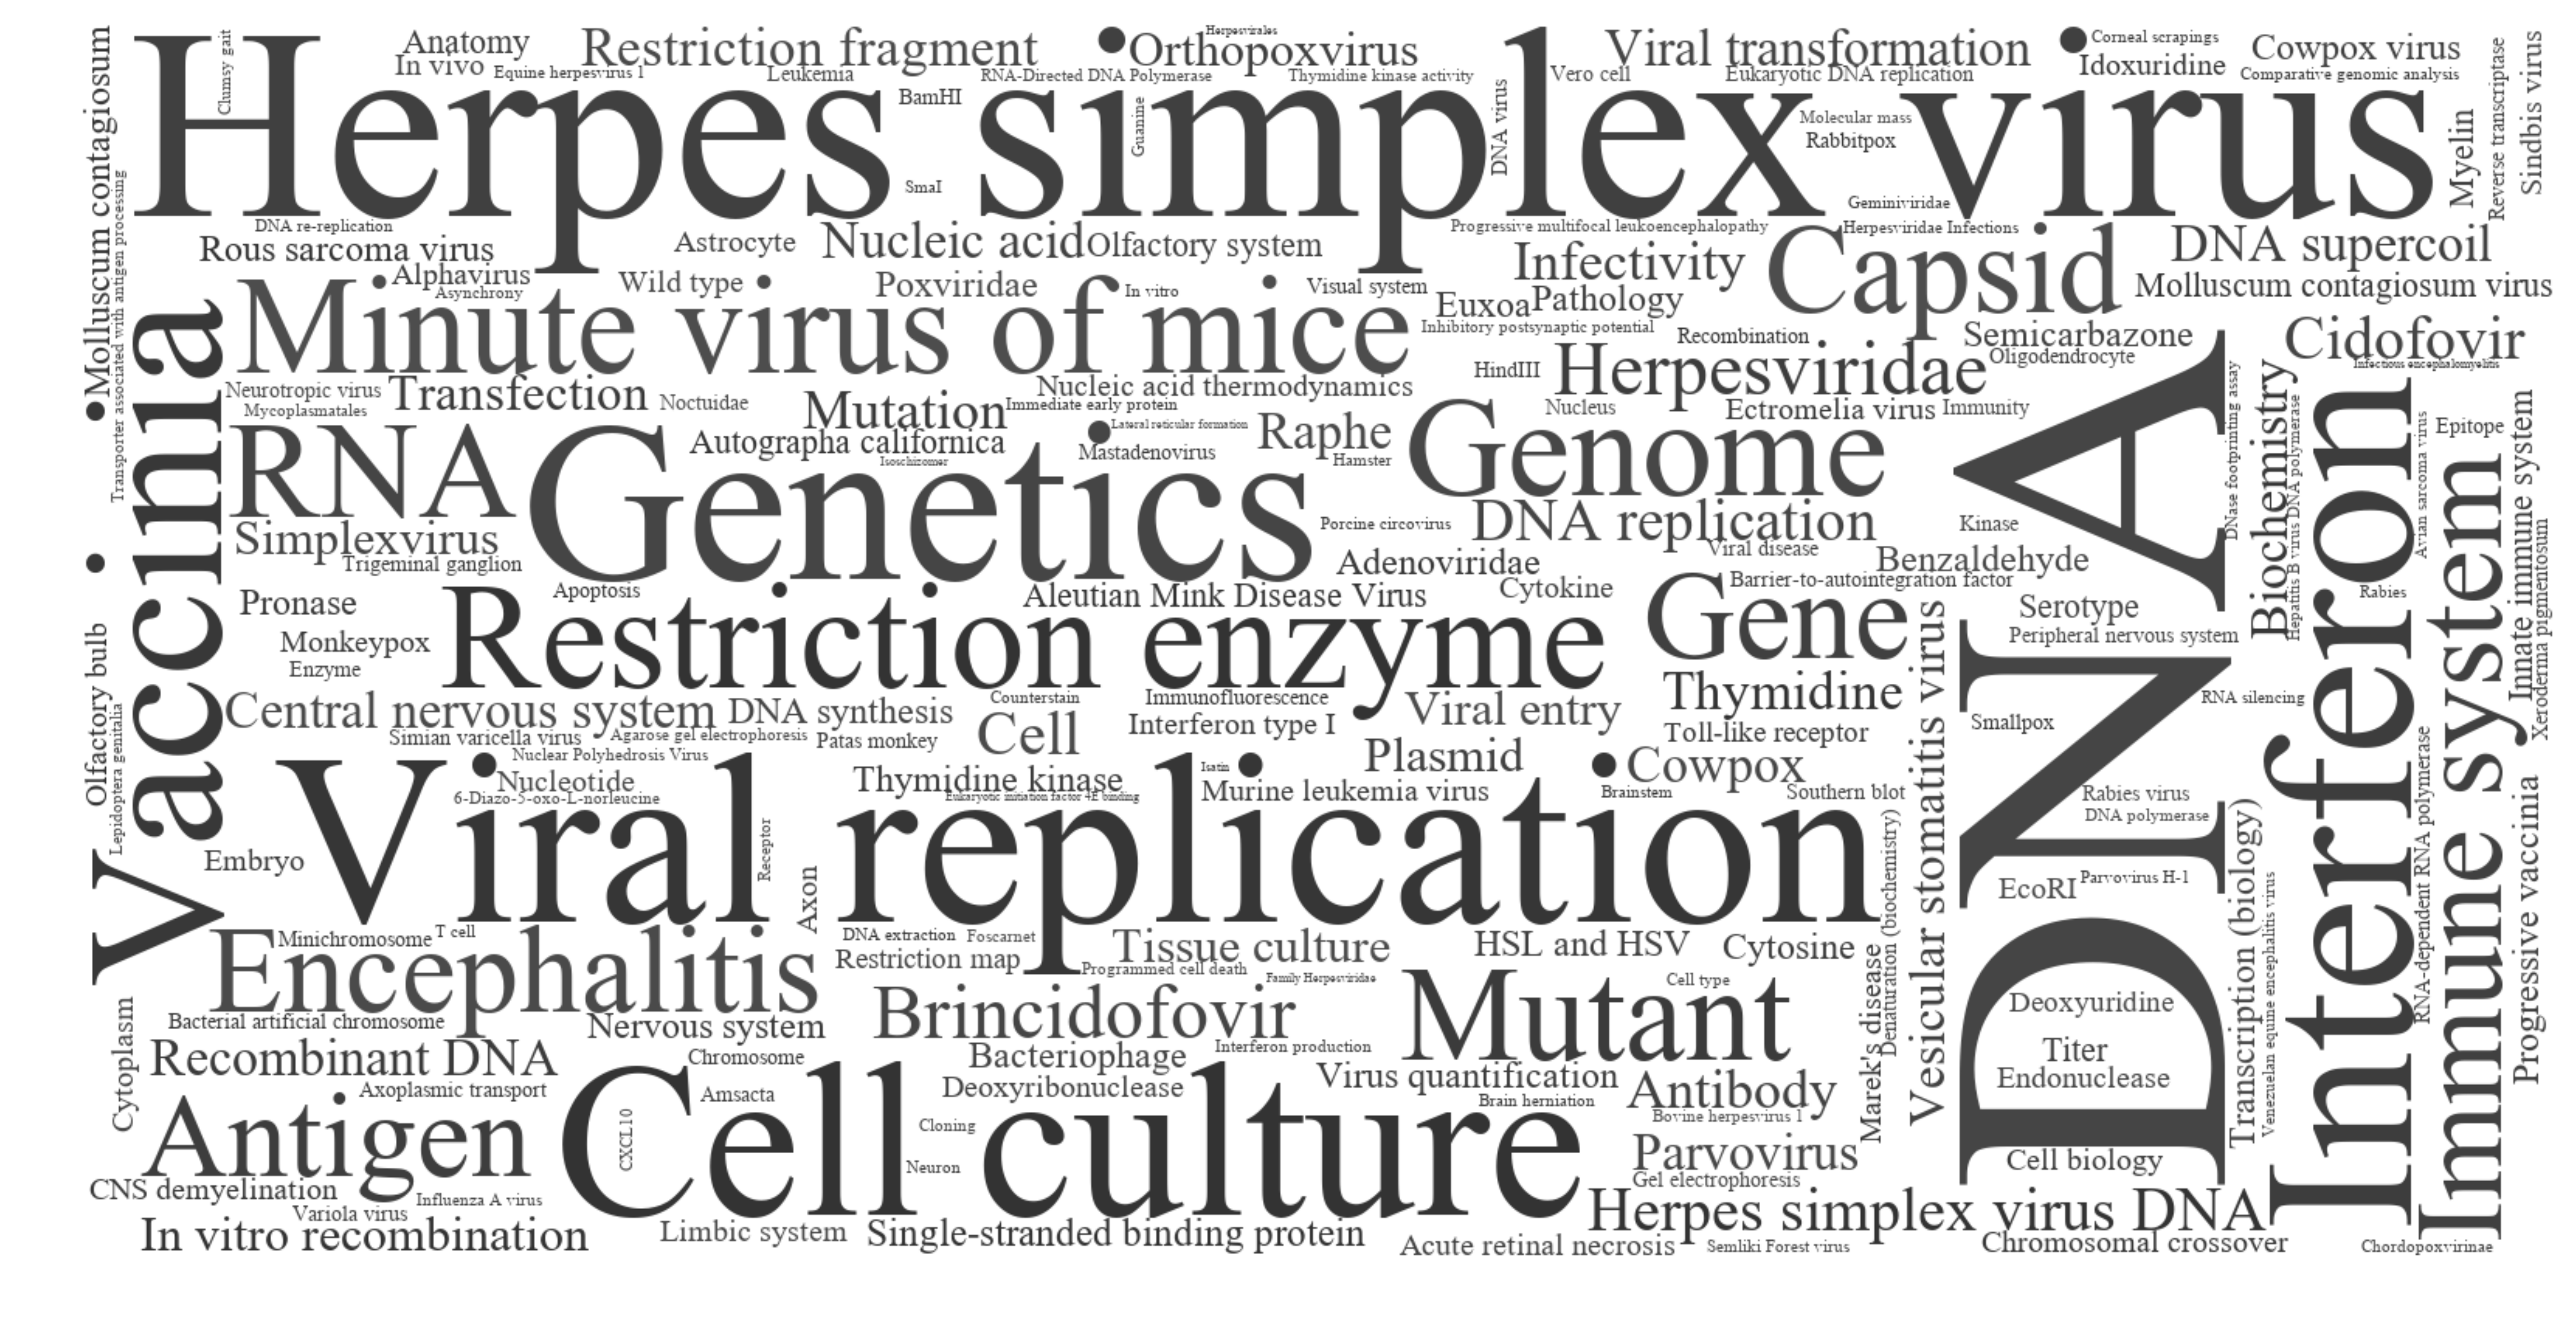 Clumsy gait
Anatomy
In vivo
Equine herpesvirus 1
Restriction fragment
Leukemia
Herpesvirales
Orthopoxvirus
RNA-Directed DNA Polymerase
Thymidine kinase activity
Viral transformation
Vero cell
Eukaryotic DNA replication
Corneal scrapings
Idoxuridine
Cowpox virus
Comparative genomic analysis
Reverse transcriptase
Sindbis virus
Molluscum contagiosum
Transporter associated with antigen processing
Herpes simplex virus
BamHI
SmaI
Guanine
DNA virus
Molecular mass
Rabbitpox
Geminiviridae
Myelin
DNA re-replication
Rous sarcoma virus
Astrocyte
Nucleic acid
Olfactory system
Progressive multifocal leukoencephalopathy
Herpesviridae Infections
Infectivity
Capsid
DNA supercoil
Alphavirus
Asynchrony
Wild type
Poxviridae
In vitro
Visual system
Euxoa
Pathology
Molluscum contagiosum virus
Vaccinia
Minute virus of mice
Inhibitory postsynaptic potential
Recombination
Semicarbazone
Oligodendrocyte
Cidofovir
Infectious encephalomyelitis
HindIII
Herpesviridae
Neurotropic virus
Mycoplasmatales
Transfection
Noctuidae
Mutation
Nucleic acid thermodynamics
Immediate early protein
Nucleus
Ectromelia virus
Immunity
RNA
Autographa californica
Isoschizomer
Lateral reticular formation
Mastadenovirus
Raphe
Hamster
Genome
Genetics
DNase footprinting assay
Biochemistry
Hepatitis B virus DNA polymerase
Avian sarcoma virus
Epitope
Innate immune system
Xeroderma pigmentosum
Simplexvirus
Trigeminal ganglion
Porcine circovirus
DNA replication
Kinase
Adenoviridae
Viral disease
Benzaldehyde
Barrier-to-autointegration factor
Pronase
Apoptosis
Aleutian Mink Disease Virus
Cytokine
Gene
Serotype
Peripheral nervous system
Rabies
Olfactory bulb
Lepidoptera genitalia
Monkeypox
Enzyme
Restriction enzyme
Thymidine
Vesicular stomatitis virus
DNA
Interferon
Immune system
Central nervous system
DNA synthesis
Counterstain
Immunofluorescence
Interferon type I
Viral entry
Toll-like receptor
Smallpox
RNA silencing
Simian varicella virus
Agarose gel electrophoresis
Patas monkey
Cell
Nuclear Polyhedrosis Virus
Nucleotide
6-Diazo-5-oxo-L-norleucine
Thymidine kinase
Eukaryotic initiation factor 4E binding
Isatin
Murine leukemia virus
Plasmid
Cowpox
Brainstem
Southern blot
Rabies virus
DNA polymerase
RNA-dependent RNA polymerase
Progressive vaccinia
Viral replication
Receptor
Axon
Embryo
Denaturation (biochemistry)
EcoRI
Parvovirus H-1
Transcription (biology)
Venezuelan equine encephalitis virus
Minichromosome
T cell
Encephalitis
DNA extraction
Foscarnet
Restriction map
Tissue culture
Programmed cell death
Family Herpesviridae
HSL and HSV
Cytosine
Marek's disease
Cytoplasm
Bacterial artificial chromosome
Nervous system
Brincidofovir
Cell type
Mutant
Deoxyuridine
Recombinant DNA
Chromosome
Bacteriophage
Interferon production
Titer
Endonuclease
Axoplasmic transport
Amsacta
Deoxyribonuclease
Virus quantification
Brain herniation
Antibody
Bovine herpesvirus 1
Antigen
CXCL10
Cell culture
Cloning
Neuron
Parvovirus
Gel electrophoresis
Cell biology
CNS demyelination
Influenza A virus
Variola virus
In vitro recombination
Limbic system
Single-stranded binding protein
Acute retinal necrosis
Herpes simplex virus DNA
Semliki Forest virus
Chromosomal crossover
Chordopoxvirinae